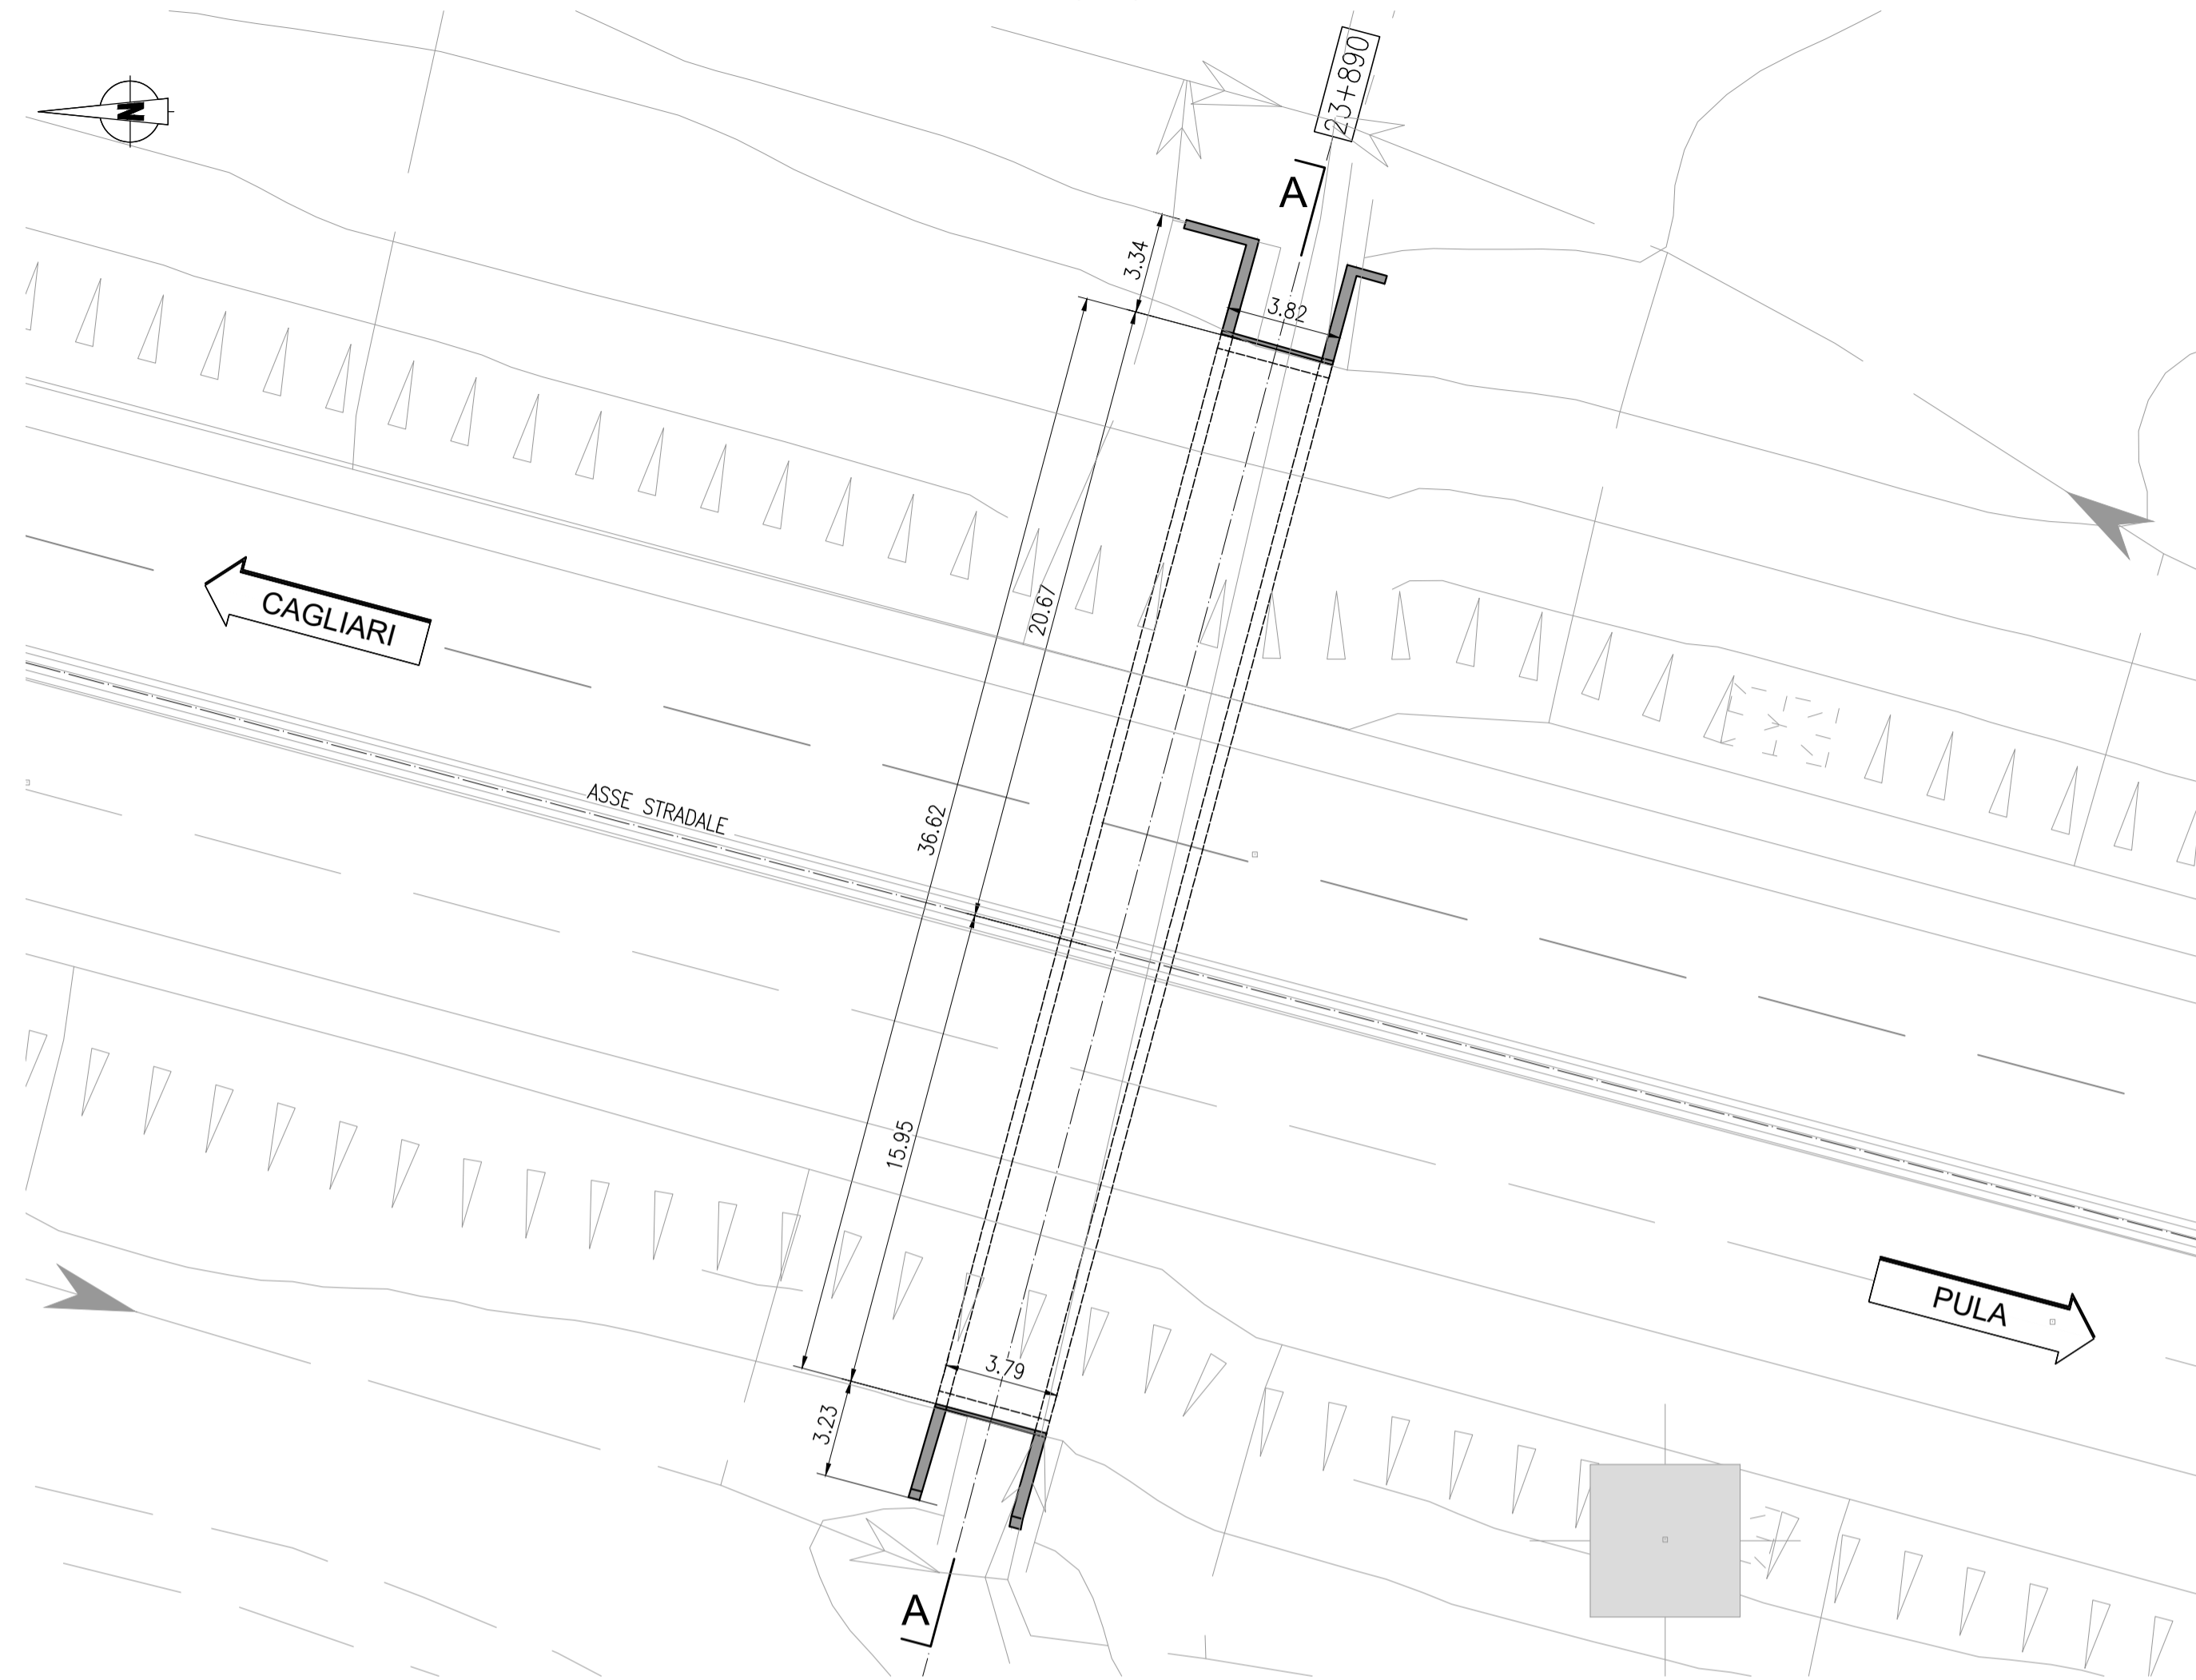 23+890
N
A
3.34
3.82
CAGLIARI
20.67
ASSE STRADALE
36.62
15.95
PULA
3.79
3.23
A